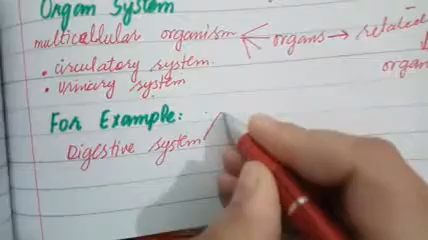 Organ System
multicellular organism ← organs → related
organ
• circulatory system.
• Urinary system
For Example:
Digestive system